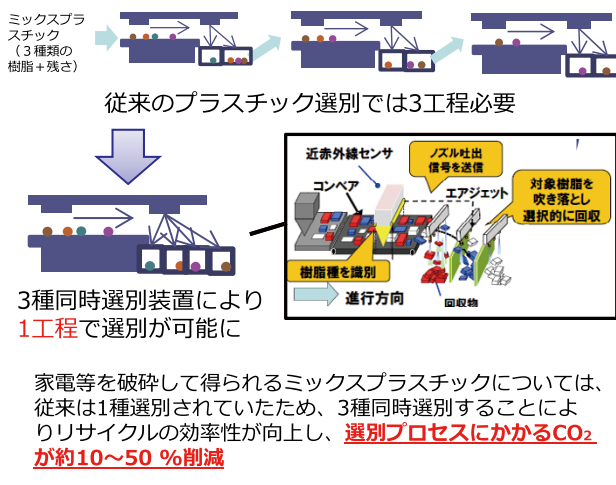 ミックスプラ
スチック
（３種類の
樹脂＋残さ）
従来のプラスチック選別では3工程必要
近赤外線センサ
ノズル吐出
信号を送信
コンベア
エアジェット
対象樹脂を
吹き落とし
選択的に回収
樹脂種を識別
進行方向
回収物
3種同時選別装置により
1工程で選別が可能に
家電等を破砕して得られるミックスプラスチックについては、
従来は1種選別されていたため、3種同時選別することによ
りリサイクルの効率性が向上し、選別プロセスにかかるCO₂
が約10～50 %削減